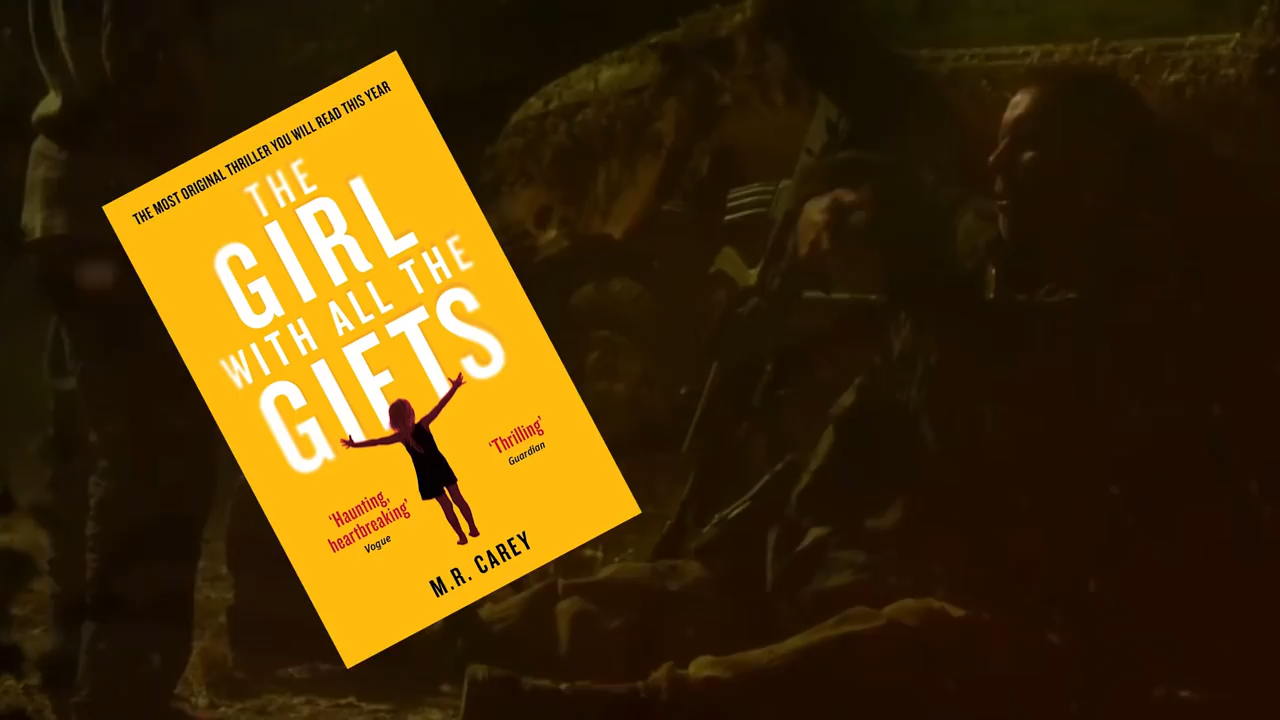 THE MOST ORIGINAL THRILLER YOU WILL READ THIS YEAR
THE
GIRL
WITH ALL THE
GIFTS
'Thrilling'
Guardian
'Haunting,
heartbreaking'
Vogue
M.R. CAREY